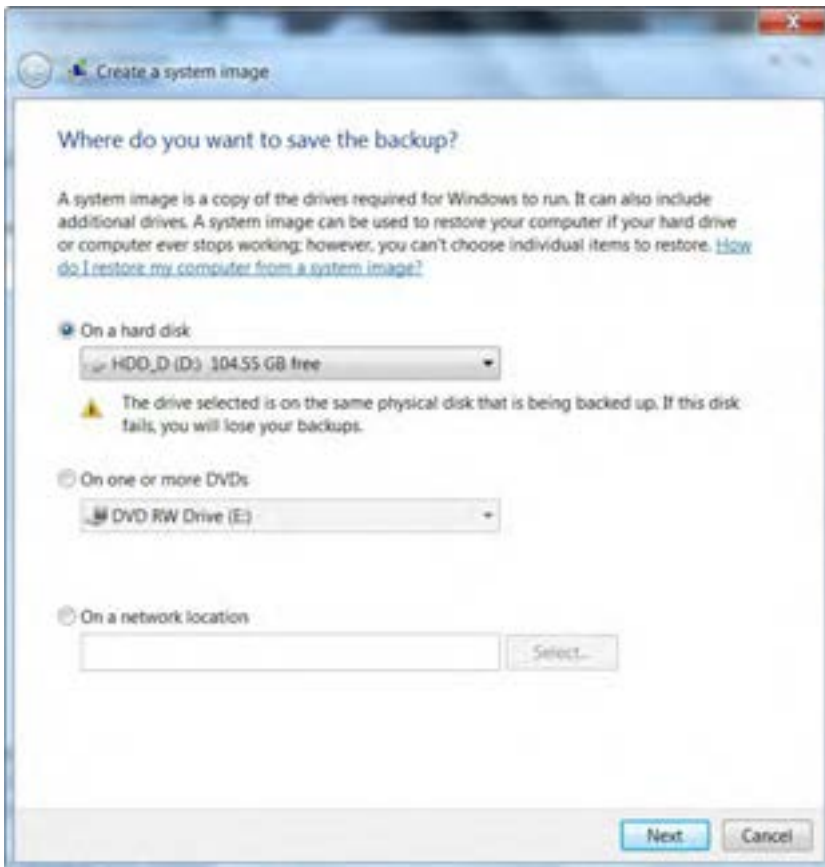 Create a system image
Where do you want to save the backup?
A system image is a copy of the drives required for Windows to run. It can also include
additional drives. A system image can be used to restore your computer if your hard drive
or computer ever stops working; however, you can't choose individual items to restore. How
do I restore my computer from a system image?
On a hard disk
HDD_D (D:) 104.55 GB free
The drive selected is on the same physical disk that is being backed up. If this disk
fails, you will lose your backups.
On one or more DVDs
DVD RW Drive (E:)
On a network location
Select...
Next Cancel